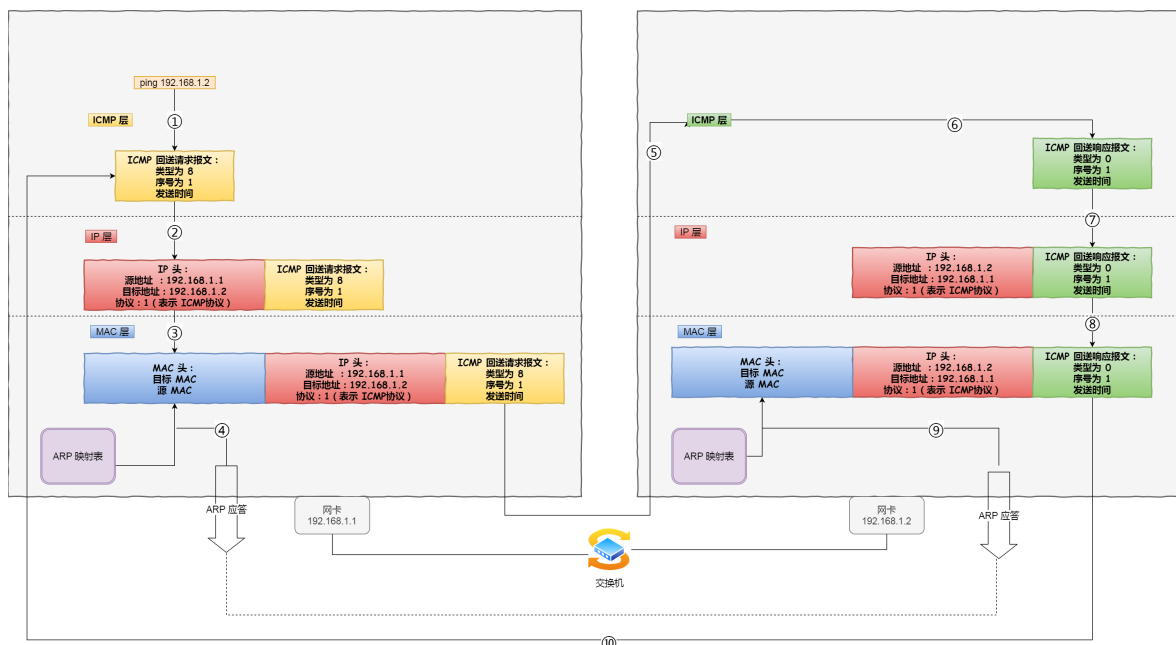 ping 192.168.1.2
ICMP 层
①
ICMP 回送请求报文：
类型为 8
序号为 1
发送时间
②
IP 层
IP 头：
源地址 ：192.168.1.1
目标地址：192.168.1.2
协议：1（表示 ICMP协议）
ICMP 回送请求报文：
类型为 8
序号为 1
发送时间
MAC 层
③
MAC 头：
目标 MAC
源 MAC
IP 头：
源地址 ：192.168.1.1
目标地址：192.168.1.2
协议：1（表示 ICMP协议）
ICMP 回送请求报文：
类型为 8
序号为 1
发送时间
④
ARP 映射表
ARP 应答
网卡
192.168.1.1
交换机
⑤
ICMP 层
⑥
ICMP 回送响应报文：
类型为 0
序号为 1
发送时间
⑦
IP 层
IP 头：
源地址 ：192.168.1.2
目标地址：192.168.1.1
协议：1（表示 ICMP协议）
ICMP 回送响应报文：
类型为 0
序号为 1
发送时间
⑧
MAC 层
MAC 头：
目标 MAC
源 MAC
IP 头：
源地址 ：192.168.1.2
目标地址：192.168.1.1
协议：1（表示 ICMP协议）
ICMP 回送响应报文：
类型为 0
序号为 1
发送时间
⑨
ARP 映射表
网卡
192.168.1.2
ARP 应答
⑩